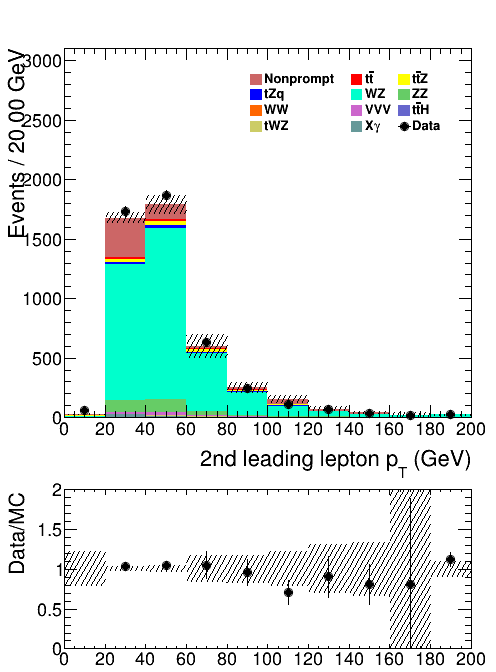 Events / 20.00 GeV
3000
2500
2000
1500
1000
500
0
Nonprompt tt̄ tt̄Z
tZq WZ ZZ
WW VVV tt̄H
tWZ Xγ Data
0 20 40 60 80 100 120 140 160 180 200
2nd leading lepton p_T (GeV)
Data/MC
2
1.5
1
0.5
0
0 20 40 60 80 100 120 140 160 180 200